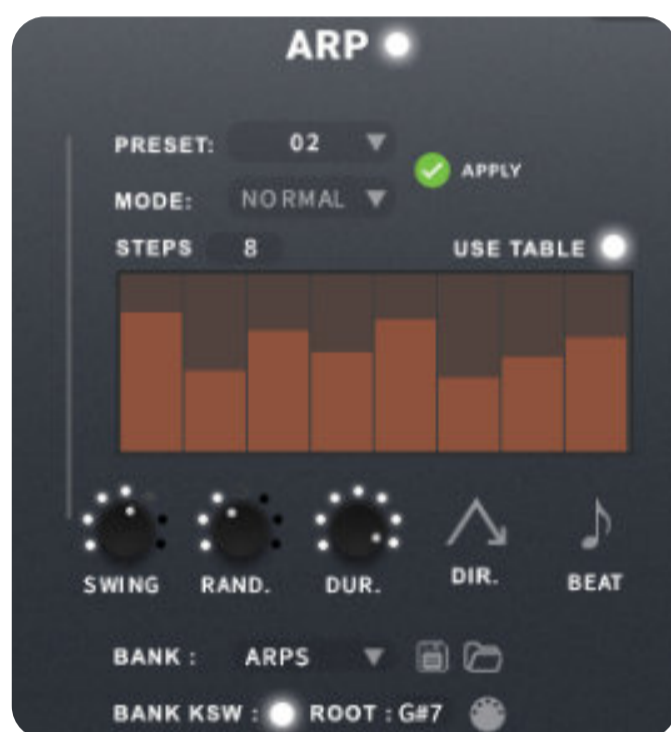 ARP
PRESET: 02
APPLY
MODE: NORMAL
STEPS 8 USE TABLE
SWING RAND. DUR. DIR. BEAT
BANK : ARPS
BANK KSW : ROOT : G#7